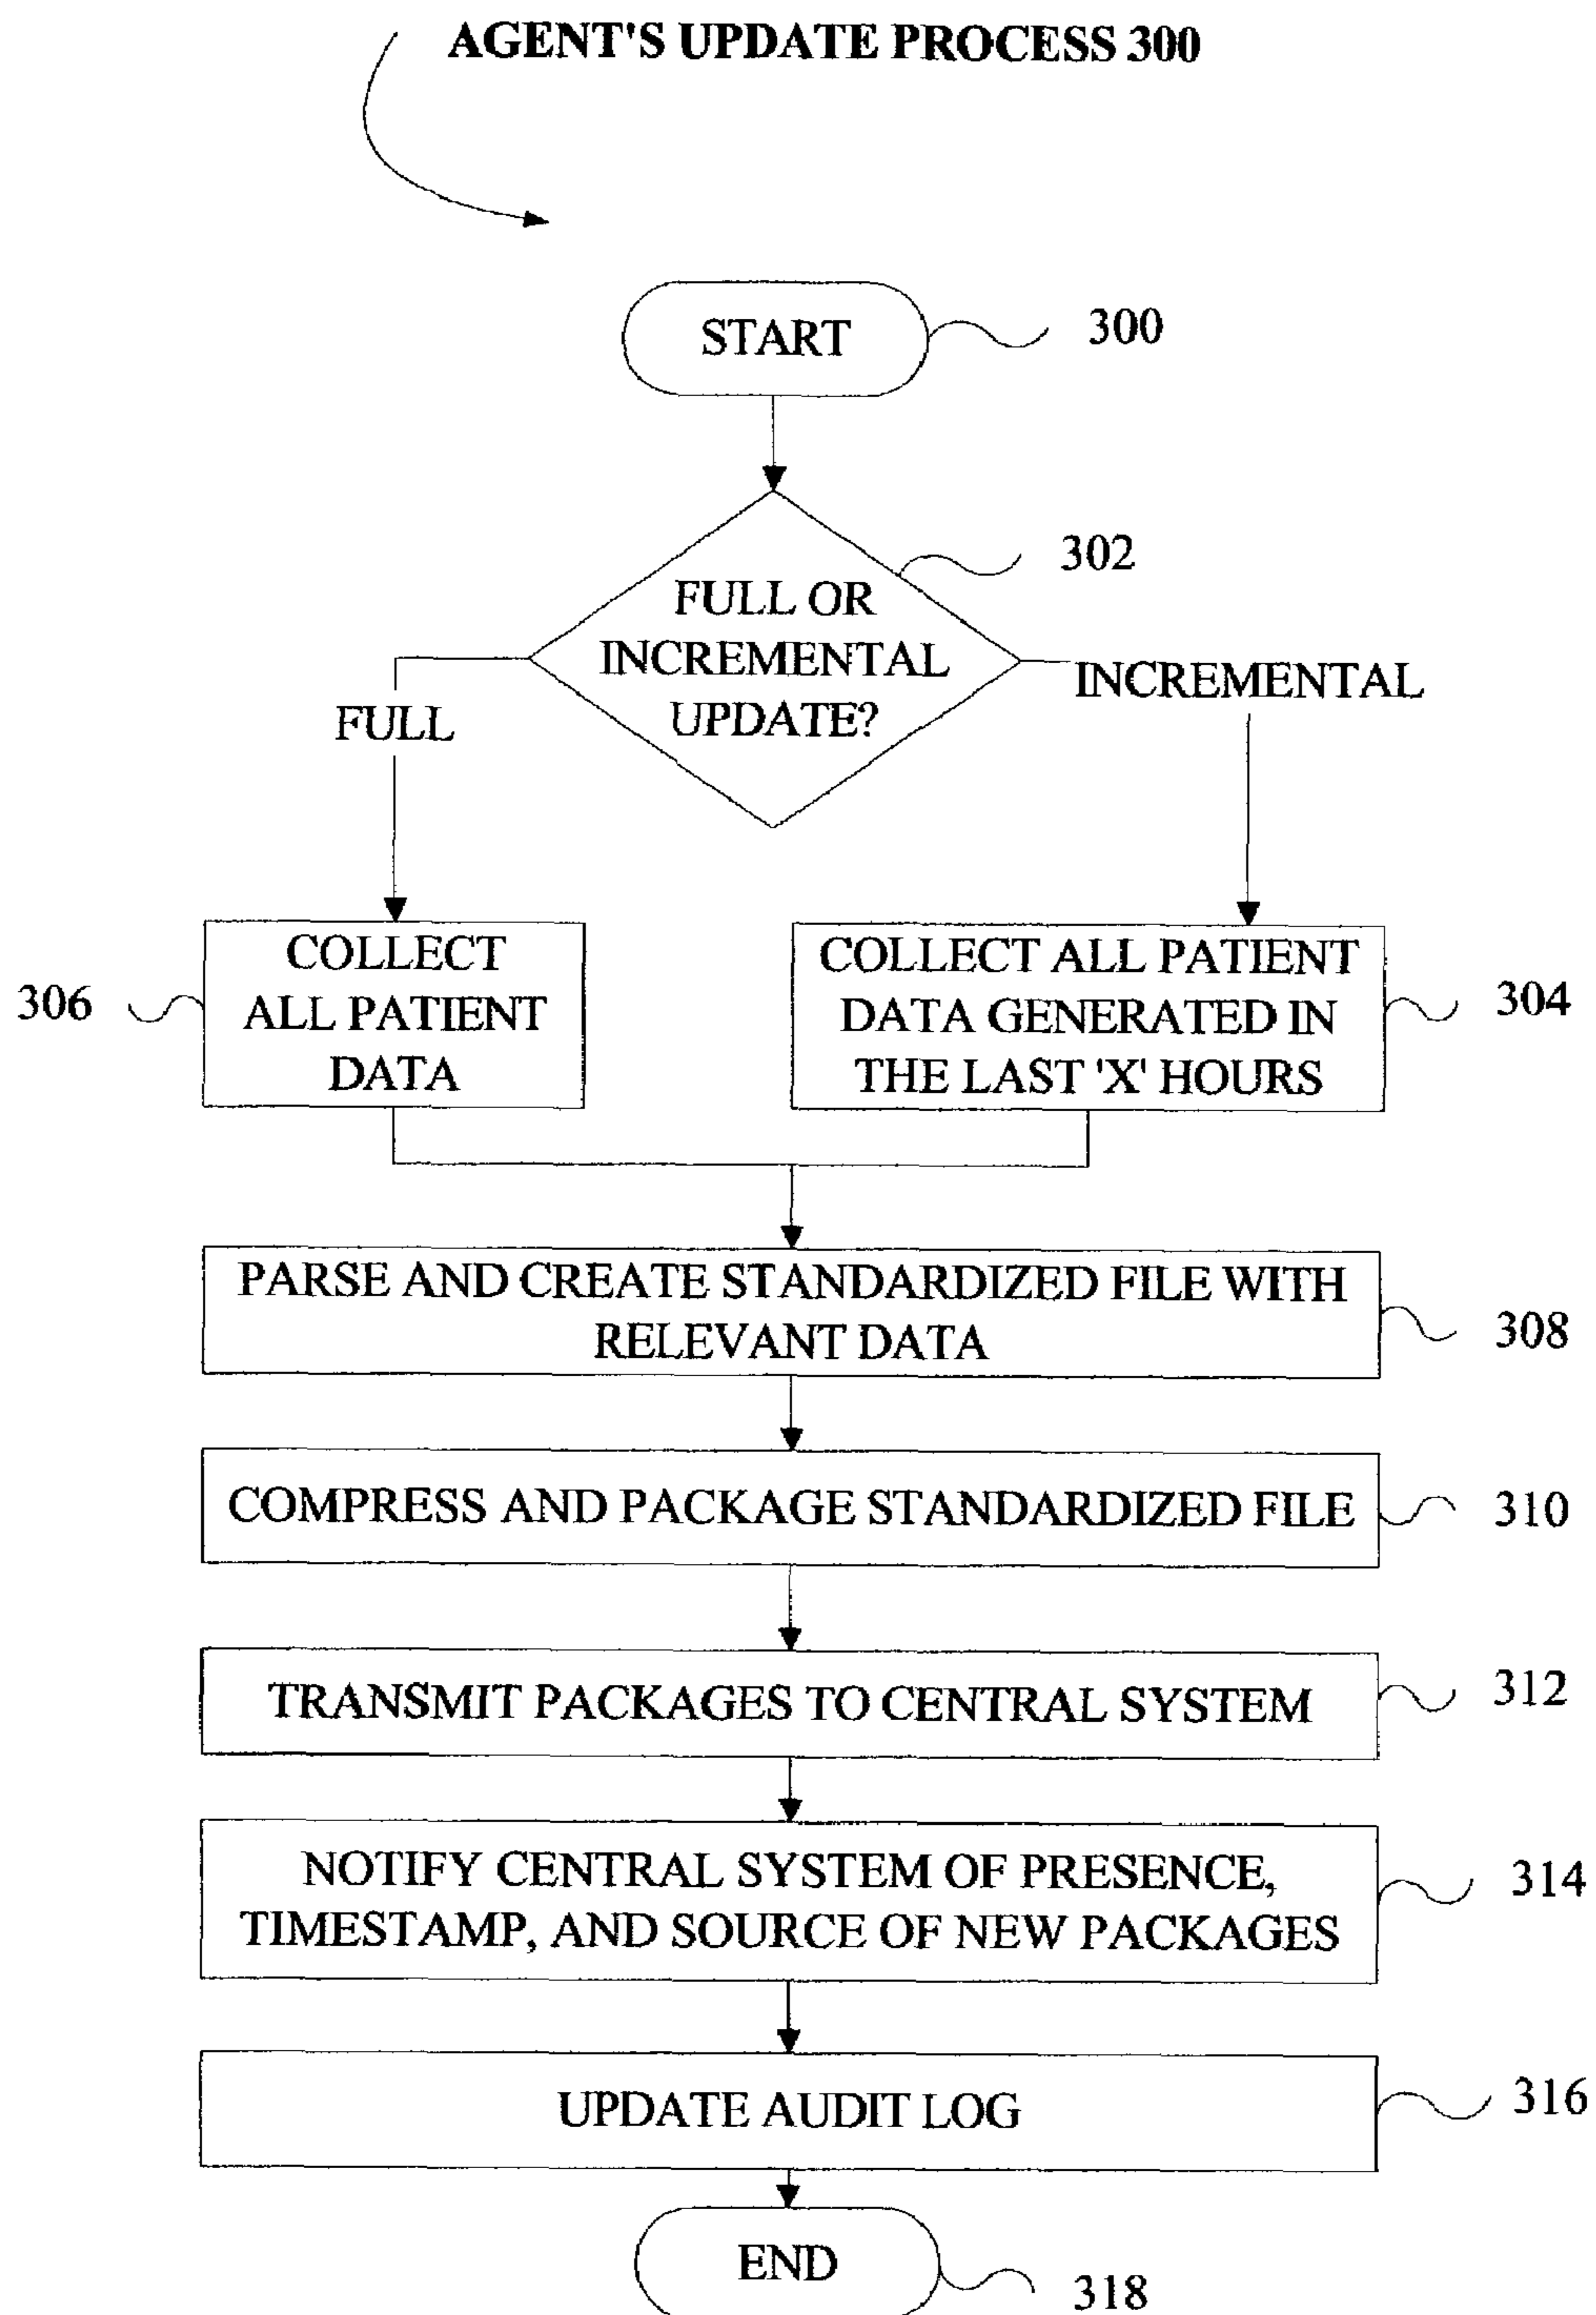 AGENT'S UPDATE PROCESS 300
START
300
302
FULL OR
INCREMENTAL
UPDATE?
FULL
INCREMENTAL
306
COLLECT
ALL PATIENT
DATA
COLLECT ALL PATIENT
DATA GENERATED IN
THE LAST 'X' HOURS
304
PARSE AND CREATE STANDARDIZED FILE WITH
RELEVANT DATA
308
COMPRESS AND PACKAGE STANDARDIZED FILE
310
TRANSMIT PACKAGES TO CENTRAL SYSTEM
312
NOTIFY CENTRAL SYSTEM OF PRESENCE,
TIMESTAMP, AND SOURCE OF NEW PACKAGES
314
UPDATE AUDIT LOG
316
END
318